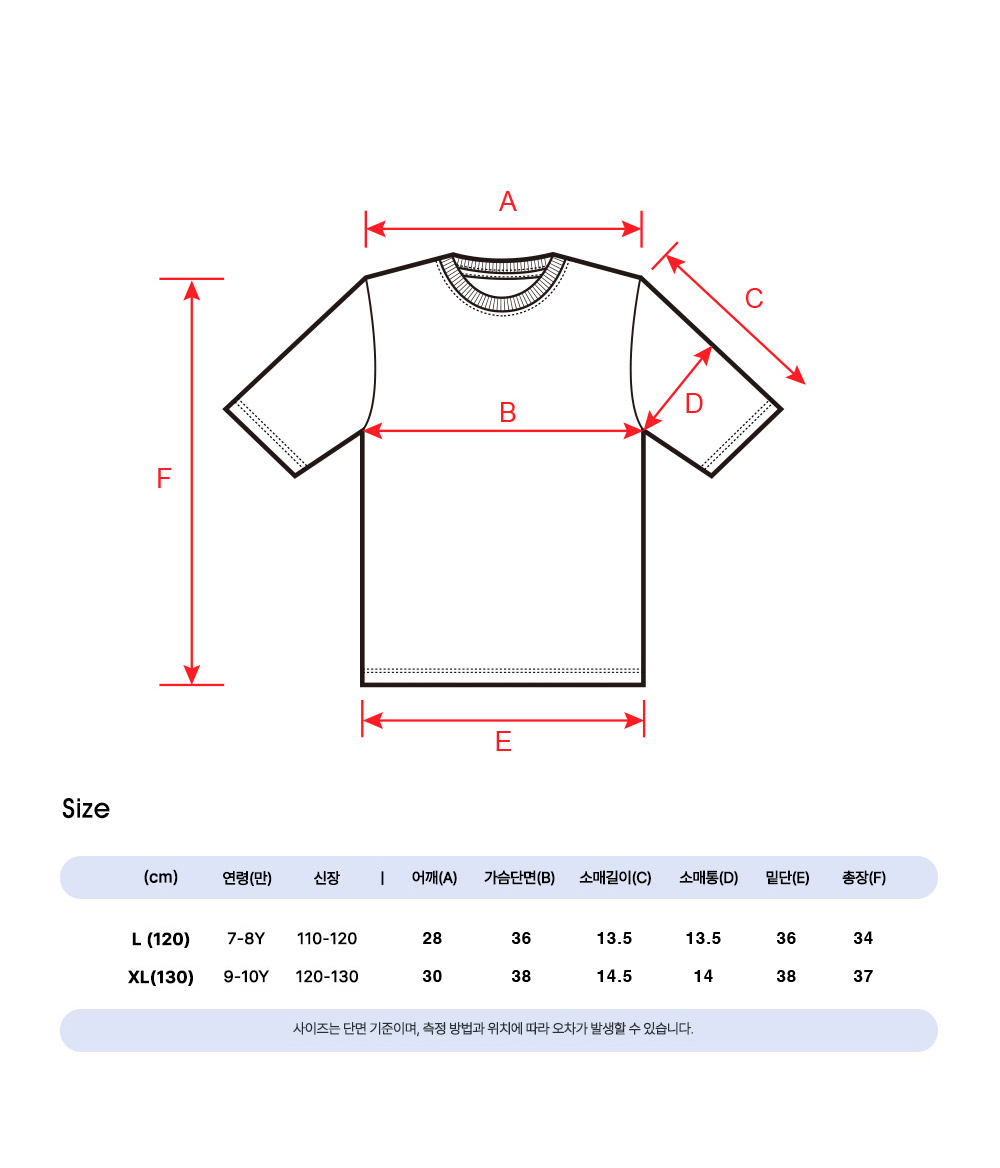 A
C
D
B
F
E
Size
(cm) 연령(만) 신장 | 어깨(A) 가슴단면(B) 소매길이(C) 소매통(D) 밑단(E) 총장(F)
L (120) 7-8Y 110-120 28 36 13.5 13.5 36 34
XL(130) 9-10Y 120-130 30 38 14.5 14 38 37
사이즈는 단면 기준이며, 측정 방법과 위치에 따라 오차가 발생할 수 있습니다.